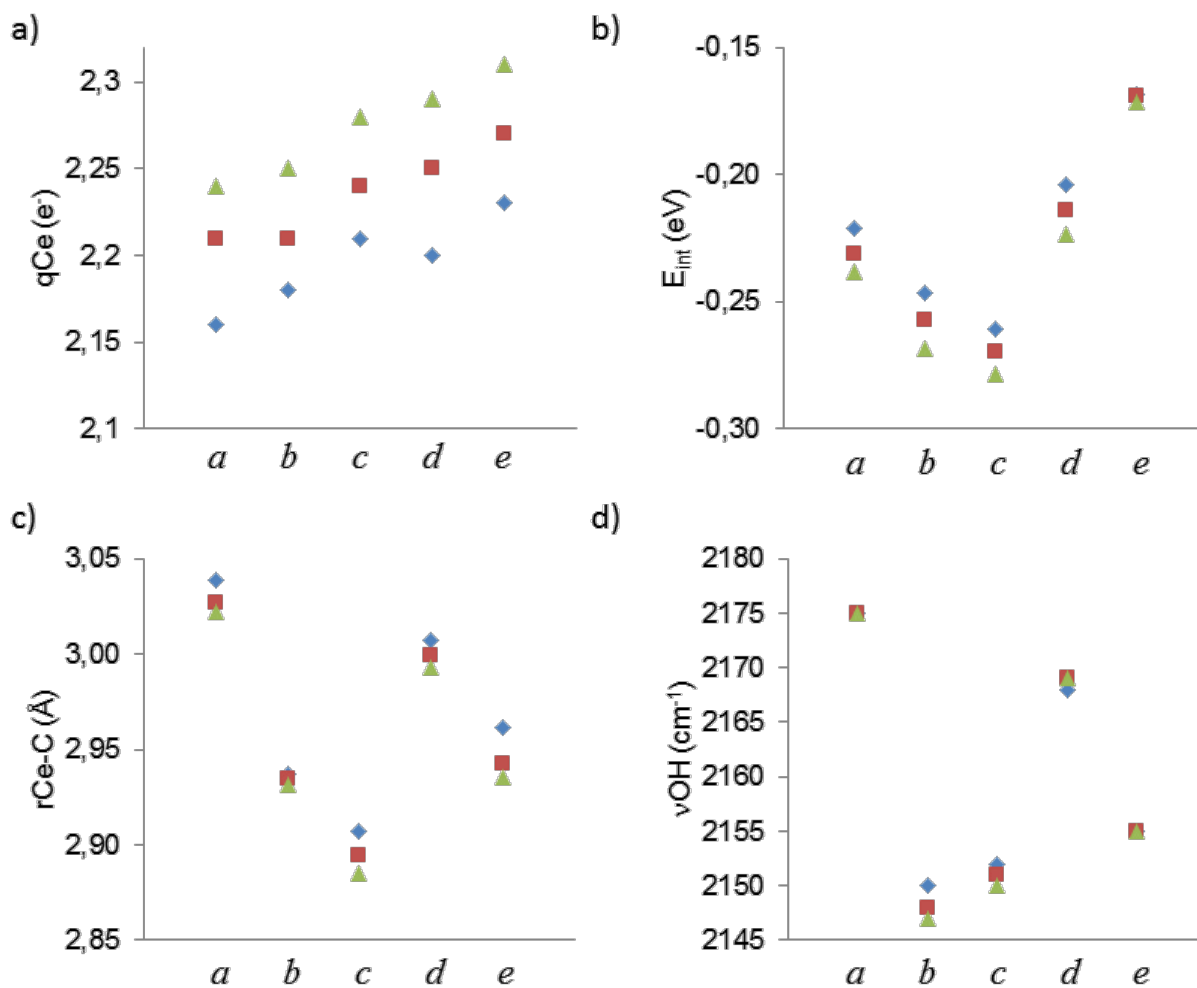 a)
2,3
2,25
2,2
2,15
2,1
qCe (e-)
a b c d e
b)
-0,15
-0,20
-0,25
-0,30
Eint (eV)
a b c d e
c)
3,05
3,00
2,95
2,90
2,85
rCe-C (Å)
a b c d e
d)
2180
2175
2170
2165
2160
2155
2150
2145
νOH (cm-1)
a b c d e